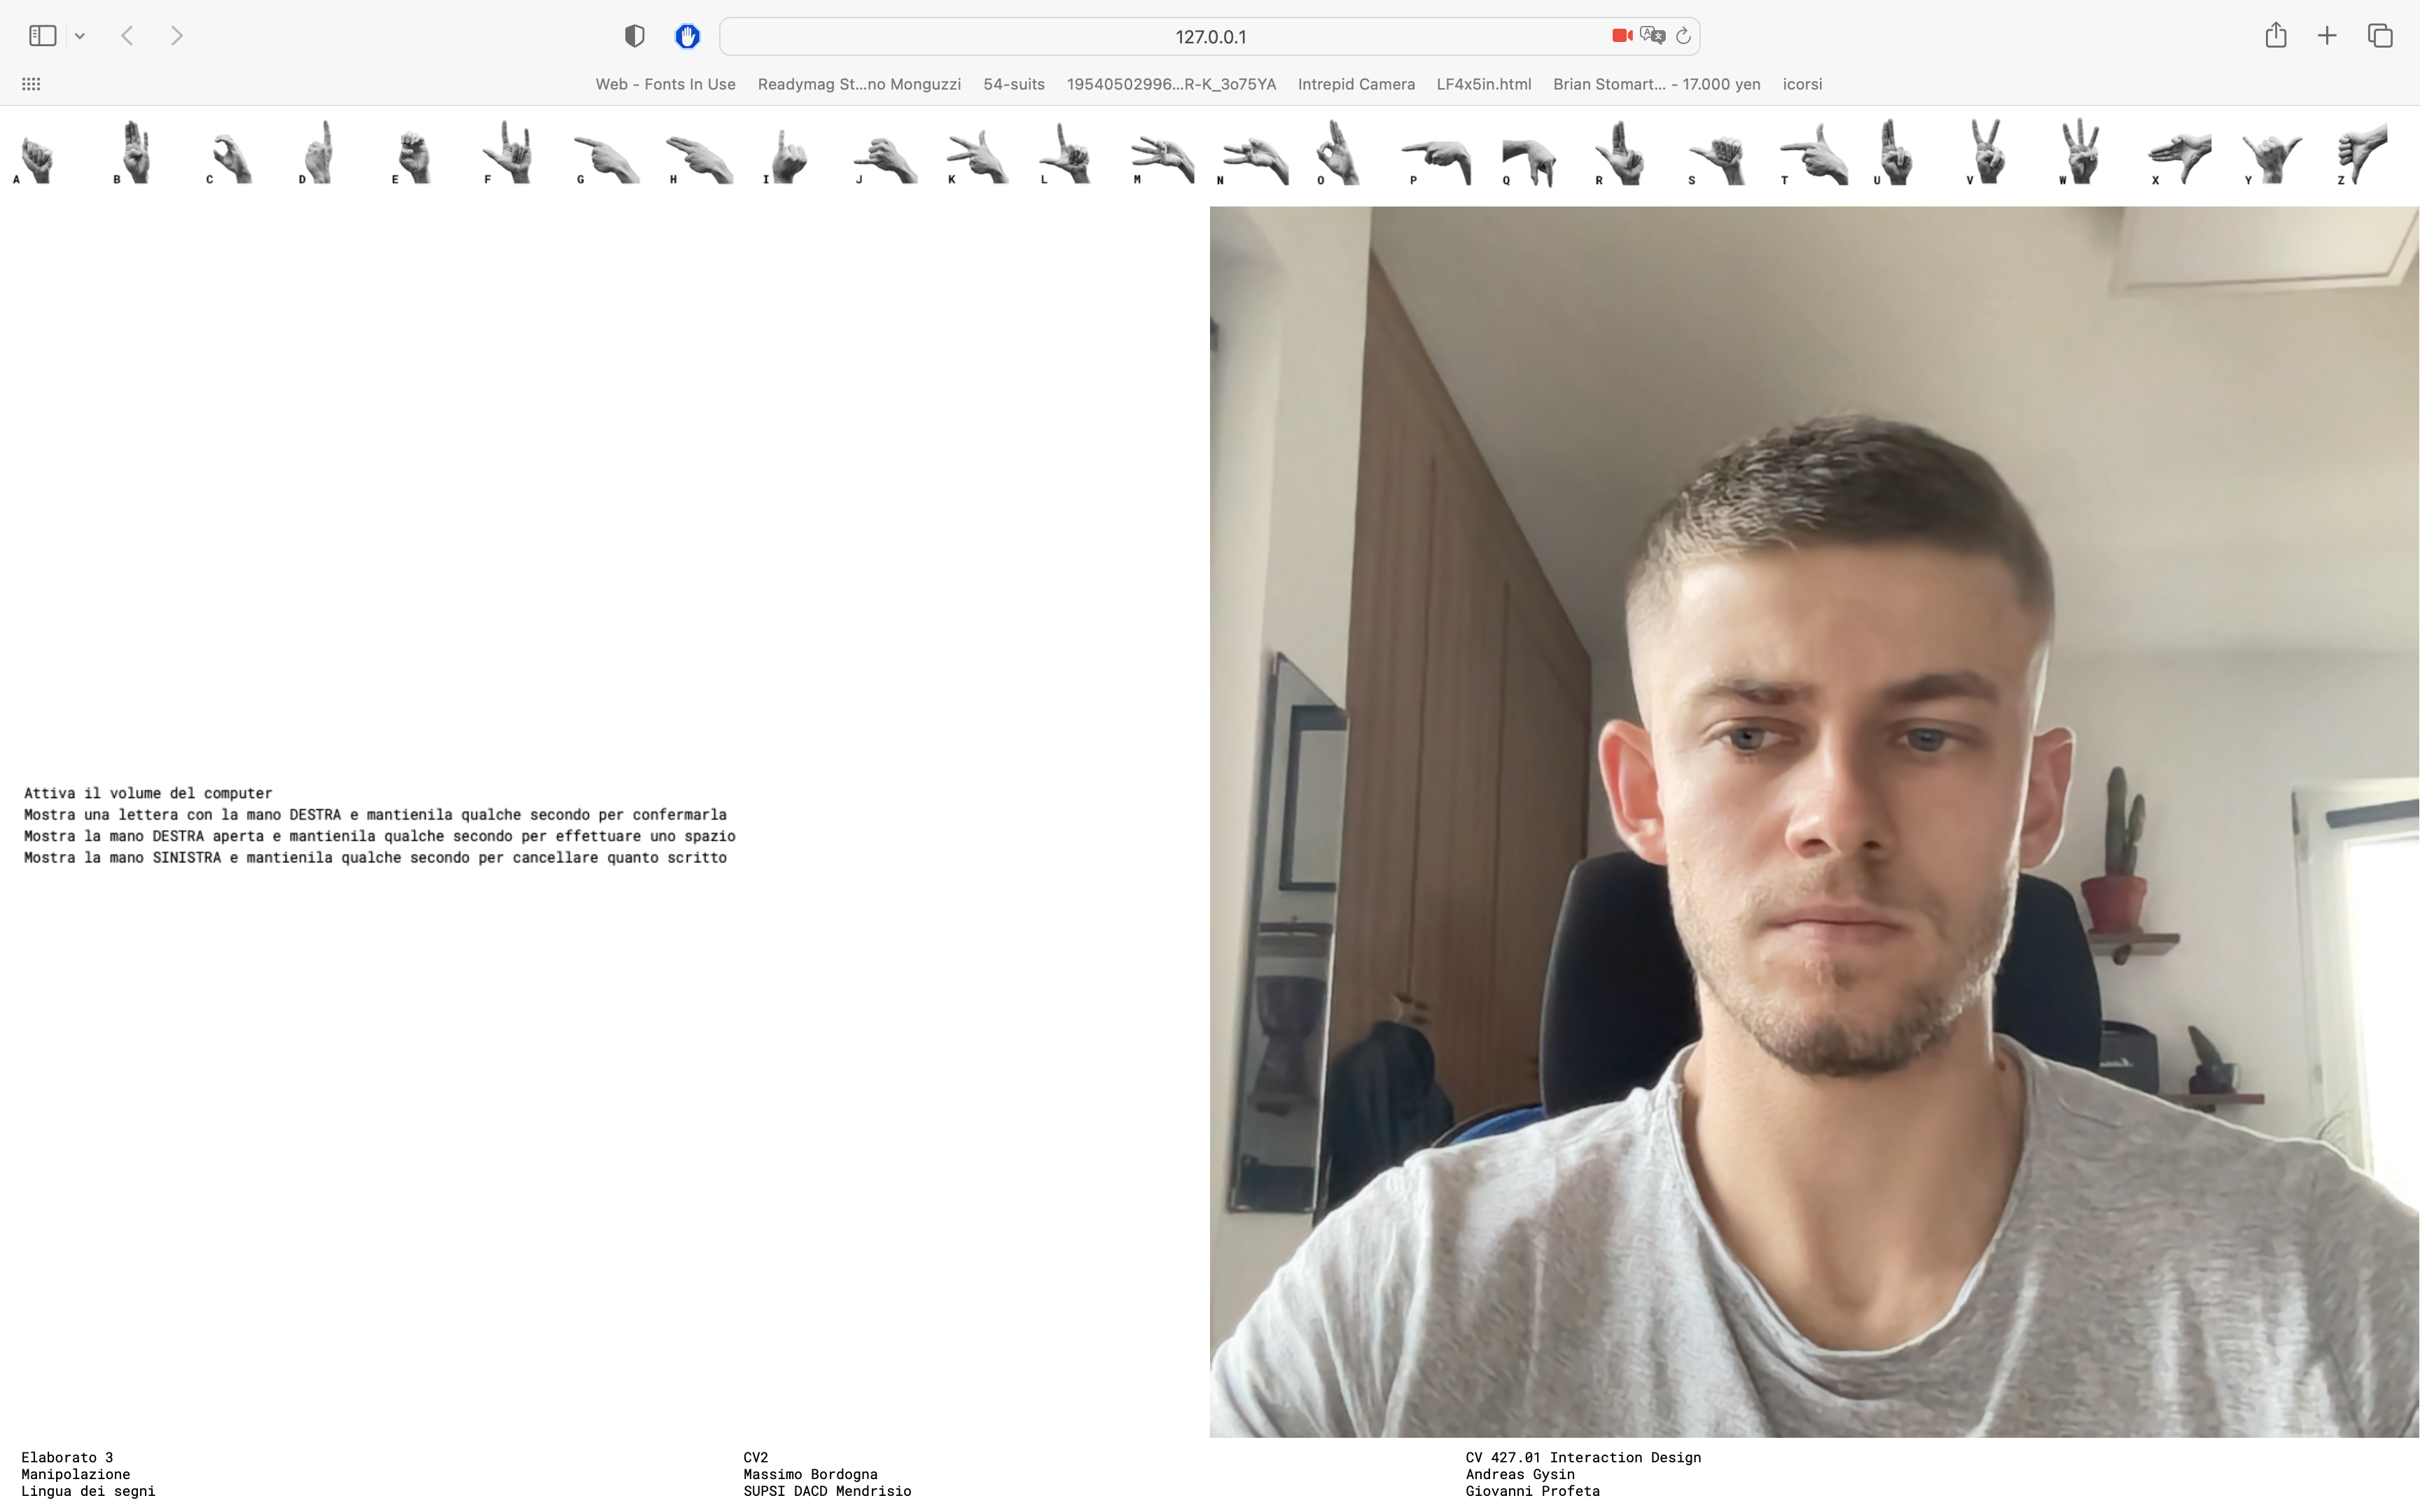 127.0.0.1
Web - Fonts In Use Readymag St...no Monguzzi 54-suits 19540502996...R-K_3o75YA Intrepid Camera LF4x5in.html Brian Stomart... - 17.000 yen icorsi
A B C D E F G H I J K L M N O P Q R S T U V W X Y Z
Attiva il volume del computer
Mostra una lettera con la mano DESTRA e mantienila qualche secondo per confermarla
Mostra la mano DESTRA aperta e mantienila qualche secondo per effettuare uno spazio
Mostra la mano SINISTRA e mantienila qualche secondo per cancellare quanto scritto
Elaborato 3
Manipolazione
Lingua dei segni
CV2
Massimo Bordogna
SUPSI DACD Mendrisio
CV 427.01 Interaction Design
Andreas Gysin
Giovanni Profeta